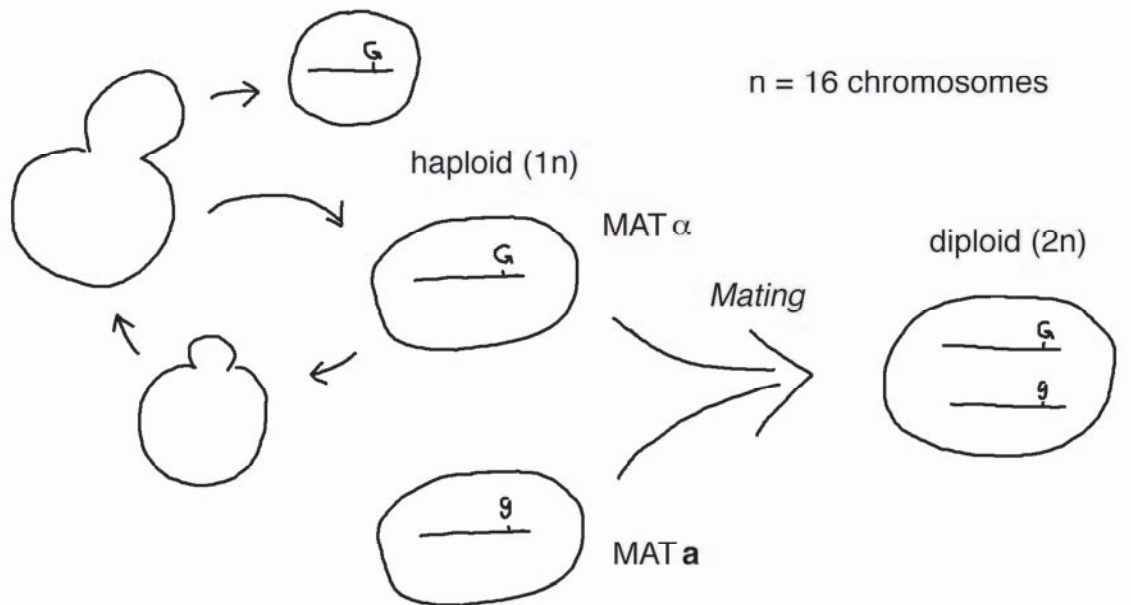 G
n = 16 chromosomes
haploid (1n)
MAT α
G
diploid (2n)
Mating
G
g
g
MAT a